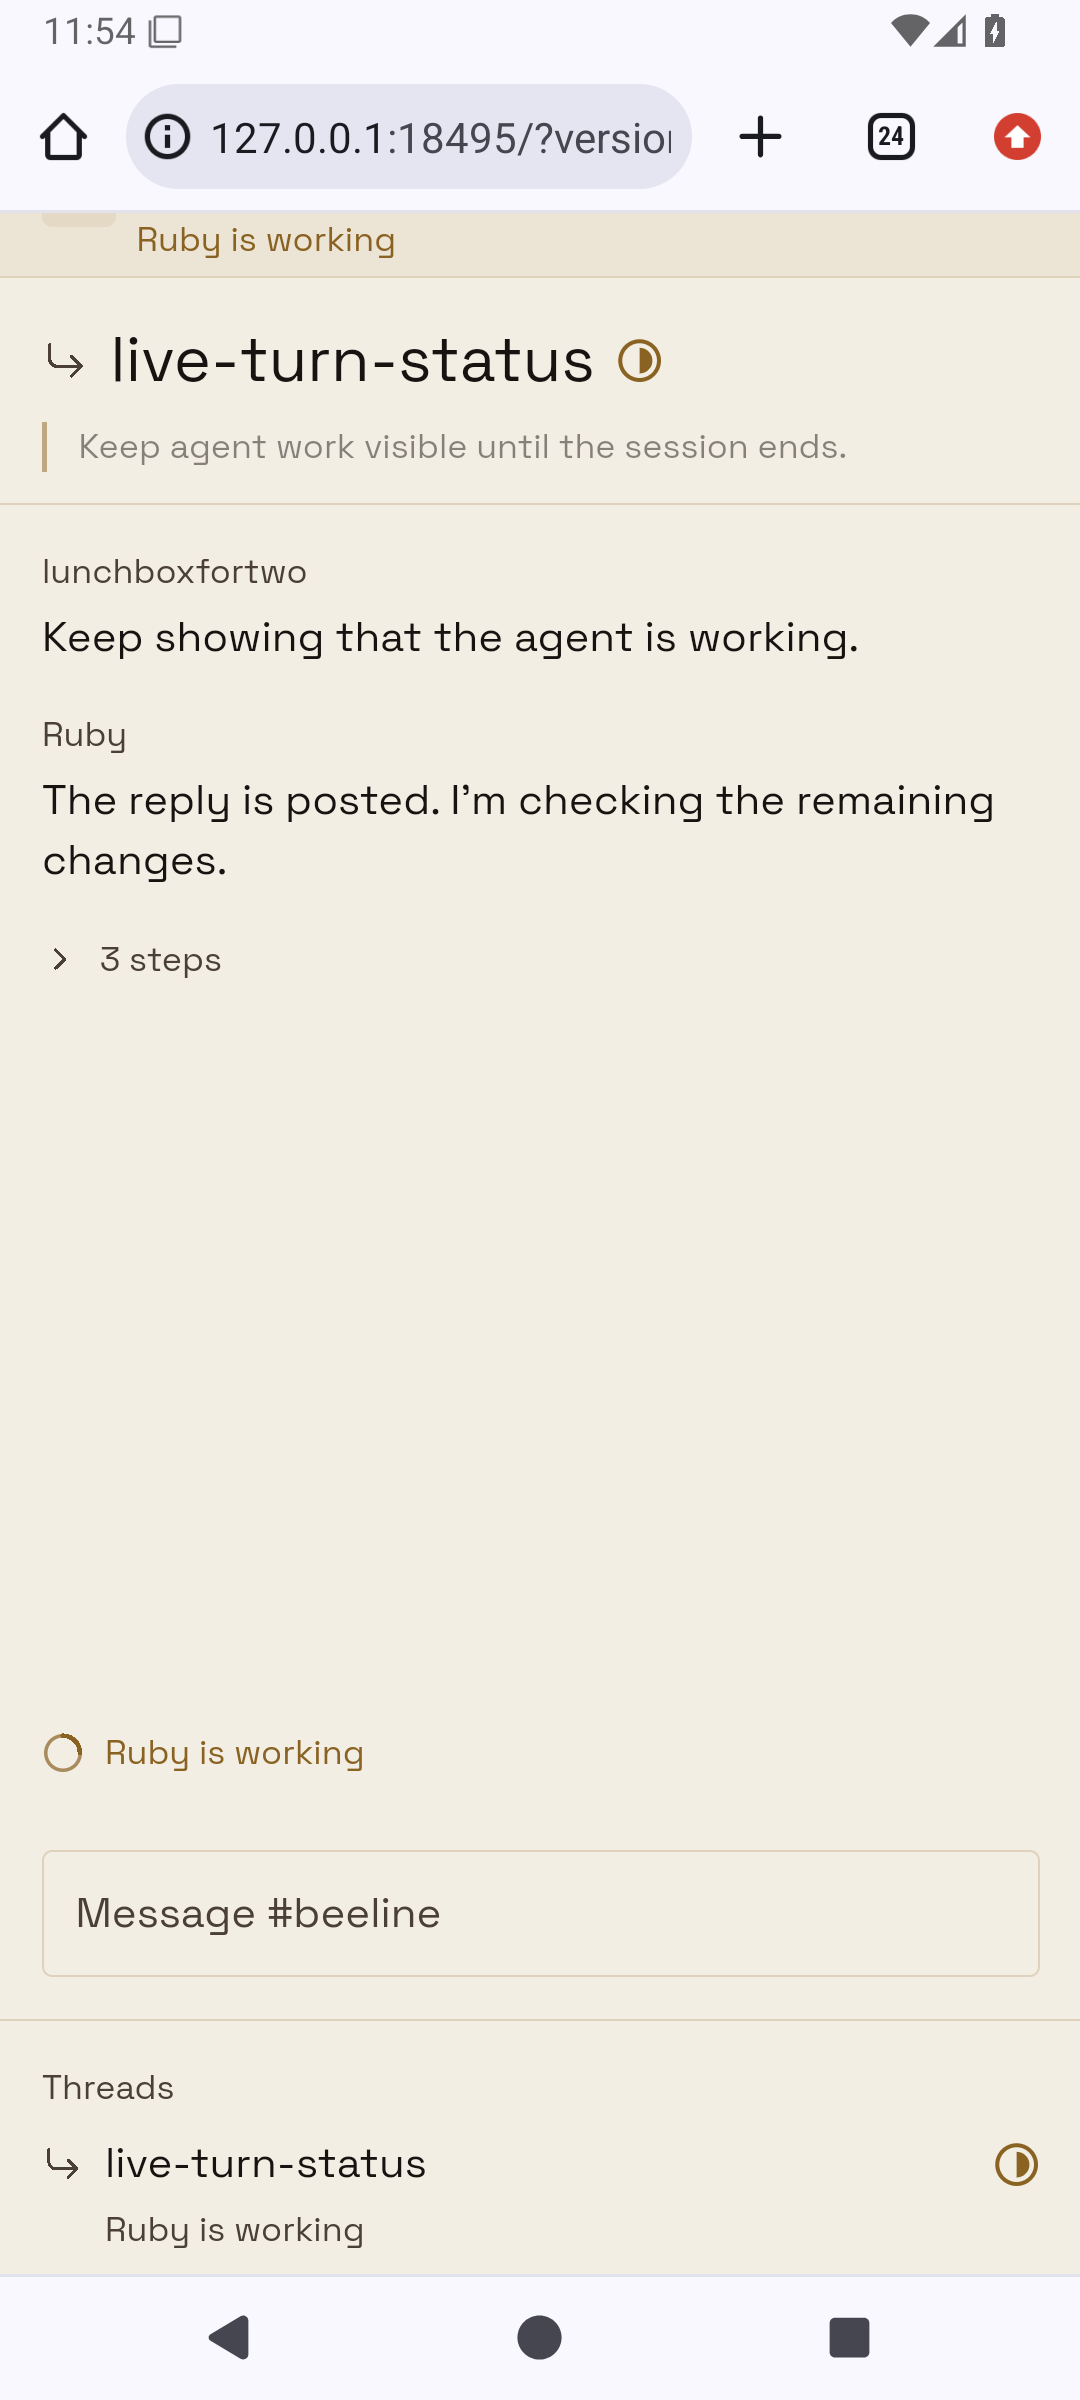 11:54
127.0.0.1:18495/?version
24
Ruby is working
live-turn-status
Keep agent work visible until the session ends.
lunchboxfortwo
Keep showing that the agent is working.
Ruby
The reply is posted. I’m checking the remaining
changes.
3 steps
Ruby is working
Message #beeline
Threads
live-turn-status
Ruby is working